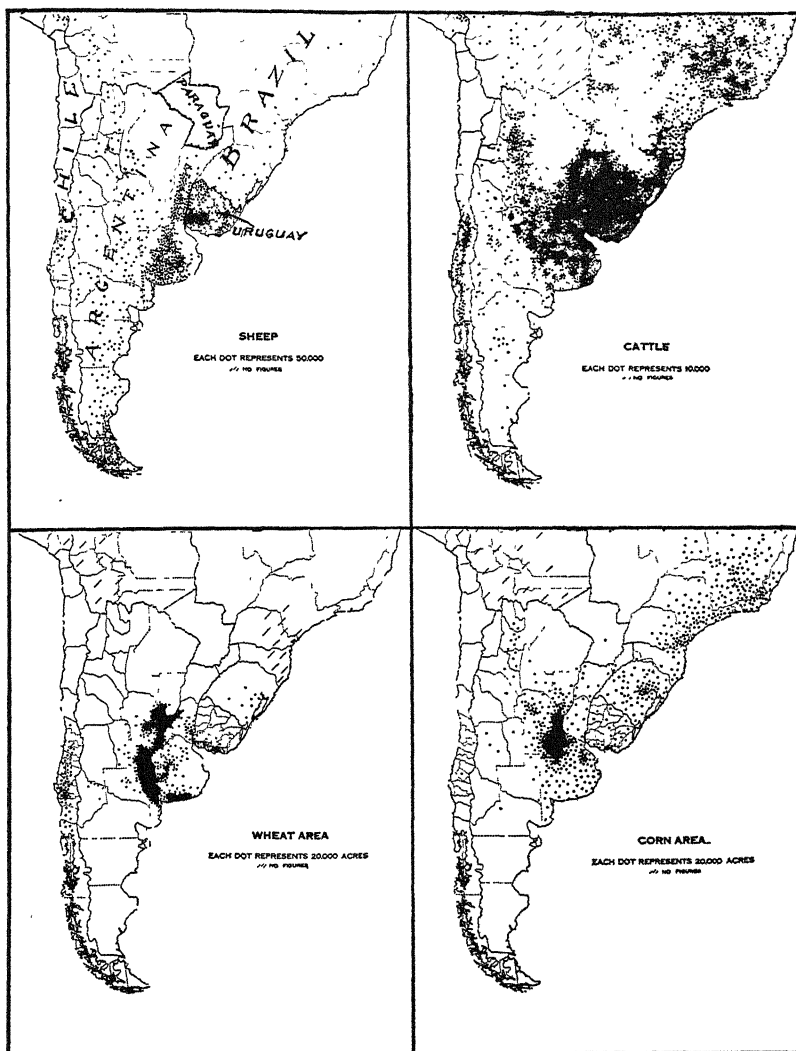 CHILE
ARGENTINA
PARAGUAY
BRAZIL
URUGUAY
SHEEP
EACH DOT REPRESENTS 50,000
NO FIGURES
CATTLE
EACH DOT REPRESENTS 10,000
NO FIGURES
WHEAT AREA
EACH DOT REPRESENTS 20,000 ACRES
NO FIGURES
CORN AREA
EACH DOT REPRESENTS 20,000 ACRES
NO FIGURES